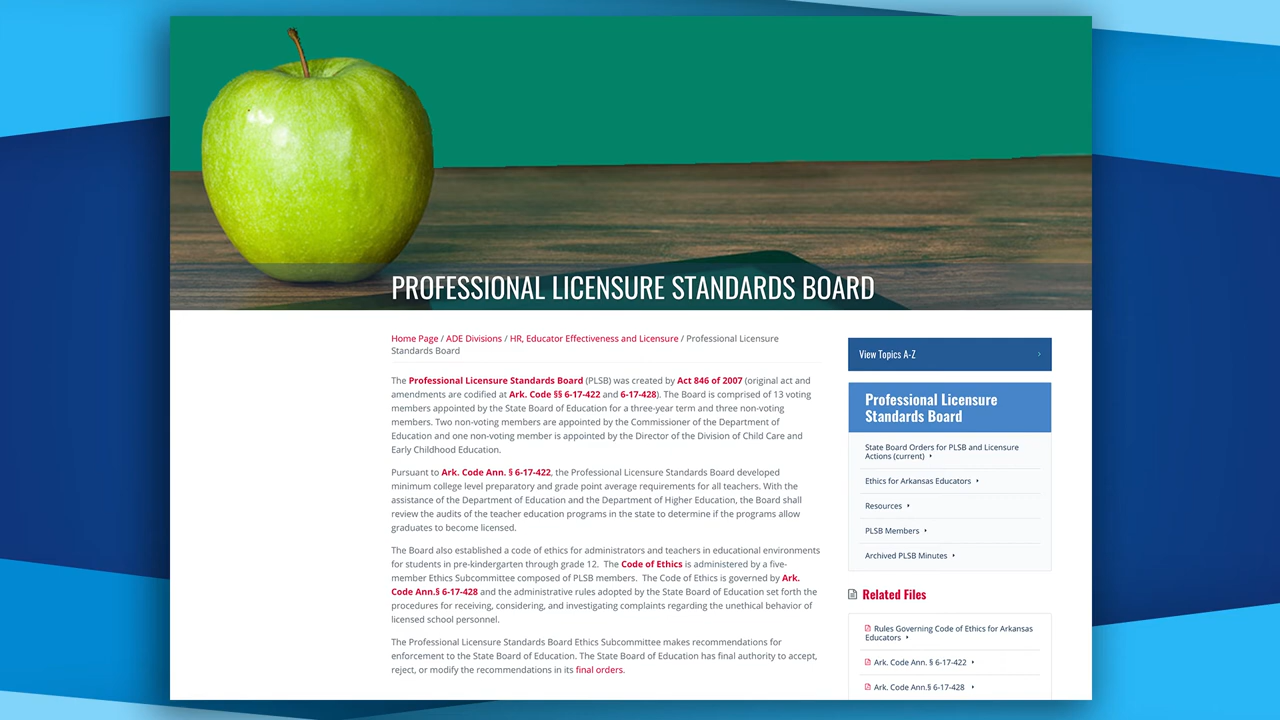 PROFESSIONAL LICENSURE STANDARDS BOARD
Home Page / ADE Divisions / HR, Educator Effectiveness and Licensure / Professional Licensure
Standards Board
The Professional Licensure Standards Board (PLSB) was created by Act 846 of 2007 (original act and
amendments are codified at Ark. Code §§ 6-17-422 and 6-17-428). The Board is comprised of 13 voting
members appointed by the State Board of Education for a three-year term and three non-voting
members. Two non-voting members are appointed by the Commissioner of the Department of
Education and one non-voting member is appointed by the Director of the Division of Child Care and
Early Childhood Education.
Pursuant to Ark. Code Ann. § 6-17-422, the Professional Licensure Standards Board developed
minimum college level preparatory and grade point average requirements for all teachers. With the
assistance of the Department of Education and the Department of Higher Education, the Board shall
review the audits of the teacher education programs in the state to determine if the programs allow
graduates to become licensed.
The Board also established a code of ethics for administrators and teachers in educational environments
for students in pre-kindergarten through grade 12. The Code of Ethics is administered by a five-
member Ethics Subcommittee composed of PLSB members. The Code of Ethics is governed by Ark.
Code Ann.§ 6-17-428 and the administrative rules adopted by the State Board of Education set forth the
procedures for receiving, considering, and investigating complaints regarding the unethical behavior of
licensed school personnel.
The Professional Licensure Standards Board Ethics Subcommittee makes recommendations for
enforcement to the State Board of Education. The State Board of Education has final authority to accept,
reject, or modify the recommendations in its final orders.
View Topics A-Z
Professional Licensure
Standards Board
State Board Orders for PLSB and Licensure
Actions (current)
Ethics for Arkansas Educators
Resources
PLSB Members
Archived PLSB Minutes
Related Files
Rules Governing Code of Ethics for Arkansas
Educators
Ark. Code Ann. § 6-17-422
Ark. Code Ann.§ 6-17-428